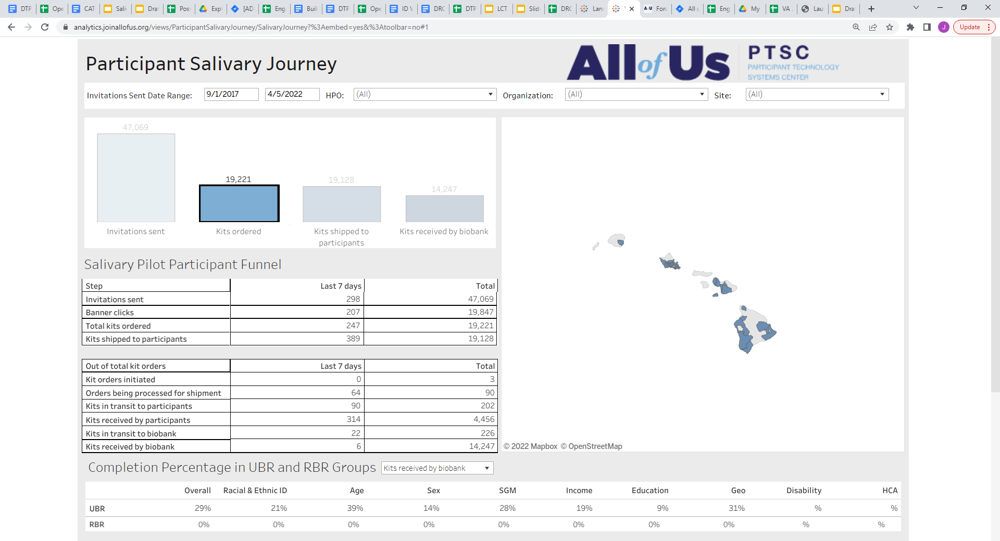 DTP
Ope
CAT
Sali
Dra
Pos
Expl
[AD
Eng
Buil
DTP
Ope
ID V
DRC
DTP
LCT
Slid
DRC
Lan
A❖U For
All o
Eng
My
VA
Lau
Dra
analytics.joinallofus.org/views/ParticipantSalivaryJourney/SalivaryJourney?%3Aembed=yes&%3Atoolbar=no#1
J
Update
Participant Salivary Journey
All of Us
PTSC
PARTICIPANT TECHNOLOGY
SYSTEMS CENTER
Invitations Sent Date Range: 9/1/2017 4/5/2022 HPO: (All) Organization: (All) Site: (All)
47,069
19,221
19,128
14,247
Invitations sent
Kits ordered
Kits shipped to
participants
Kits received by biobank
Salivary Pilot Participant Funnel
Step Last 7 days Total
Invitations sent 298 47,069
Banner clicks 207 19,847
Total kits ordered 247 19,221
Kits shipped to participants 389 19,128
Out of total kit orders Last 7 days Total
Kit orders initiated 0 3
Orders being processed for shipment 64 90
Kits in transit to participants 90 202
Kits received by participants 314 4,456
Kits in transit to biobank 22 226
Kits received by biobank 6 14,247
© 2022 Mapbox © OpenStreetMap
Completion Percentage in UBR and RBR Groups Kits received by biobank
Overall Racial & Ethnic ID Age Sex SGM Income Education Geo Disability HCA
UBR 29% 21% 39% 14% 28% 19% 9% 31% % %
RBR 0% 0% 0% 0% 0% 0% 0% 0% % %